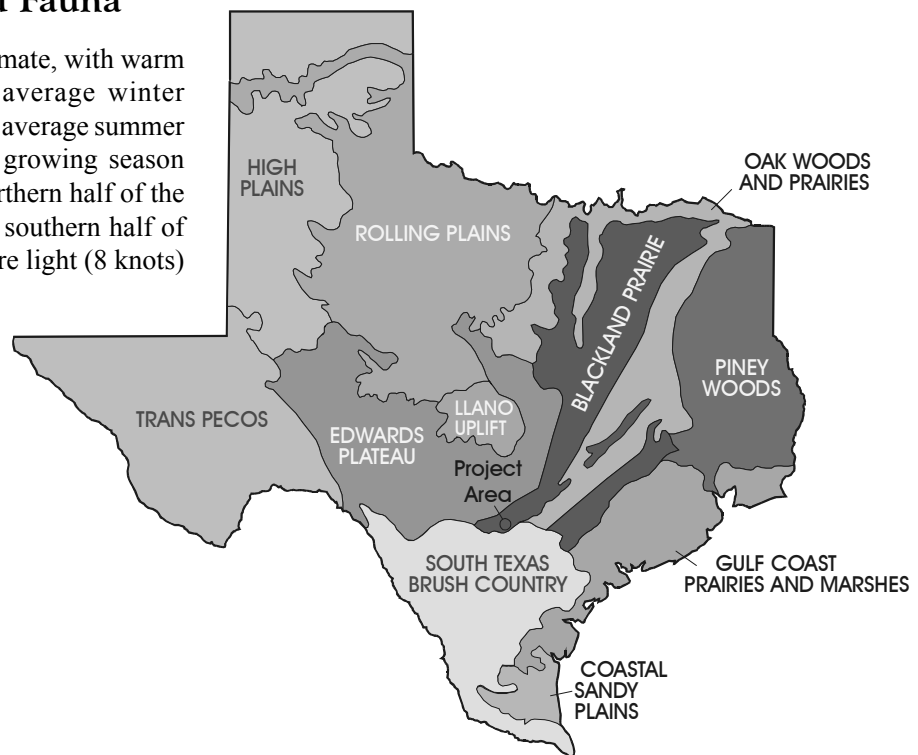 Fauna
mate, with warm
average winter
average summer
growing season
rthern half of the
southern half of
re light (8 knots)
HIGH
PLAINS
ROLLING PLAINS
OAK WOODS
AND PRAIRIES
BLACKLAND PRAIRIE
PINEY
WOODS
TRANS PECOS
EDWARDS
PLATEAU
LLANO
UPLIFT
Project
Area
SOUTH TEXAS
BRUSH COUNTRY
GULF COAST
PRAIRIES AND MARSHES
COASTAL
SANDY
PLAINS